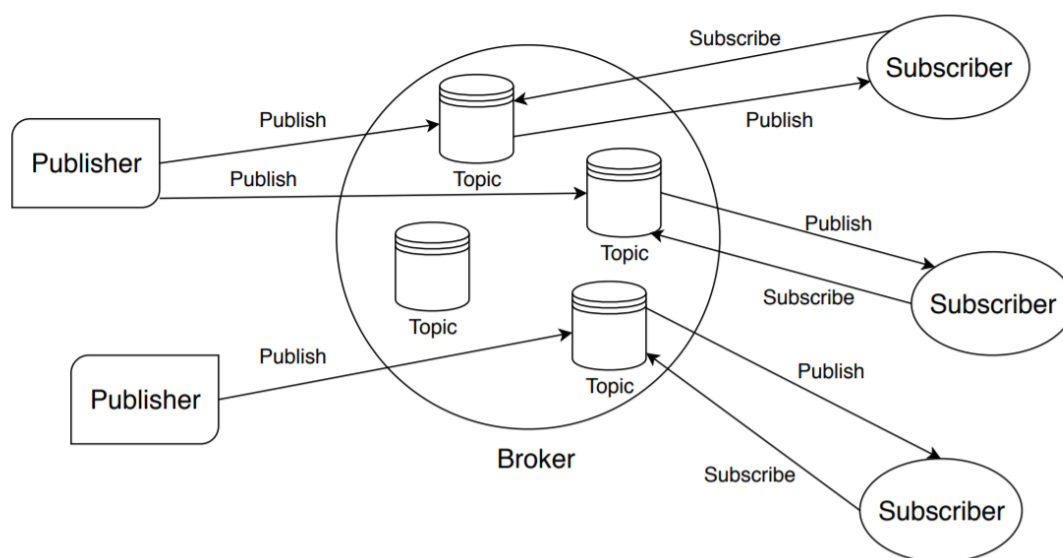 Subscribe
Subscriber
Publish
Publish
Publisher
Topic
Publish
Publish
Topic
Subscribe
Subscriber
Topic
Publish
Publish
Topic
Publisher
Broker
Subscribe
Subscriber